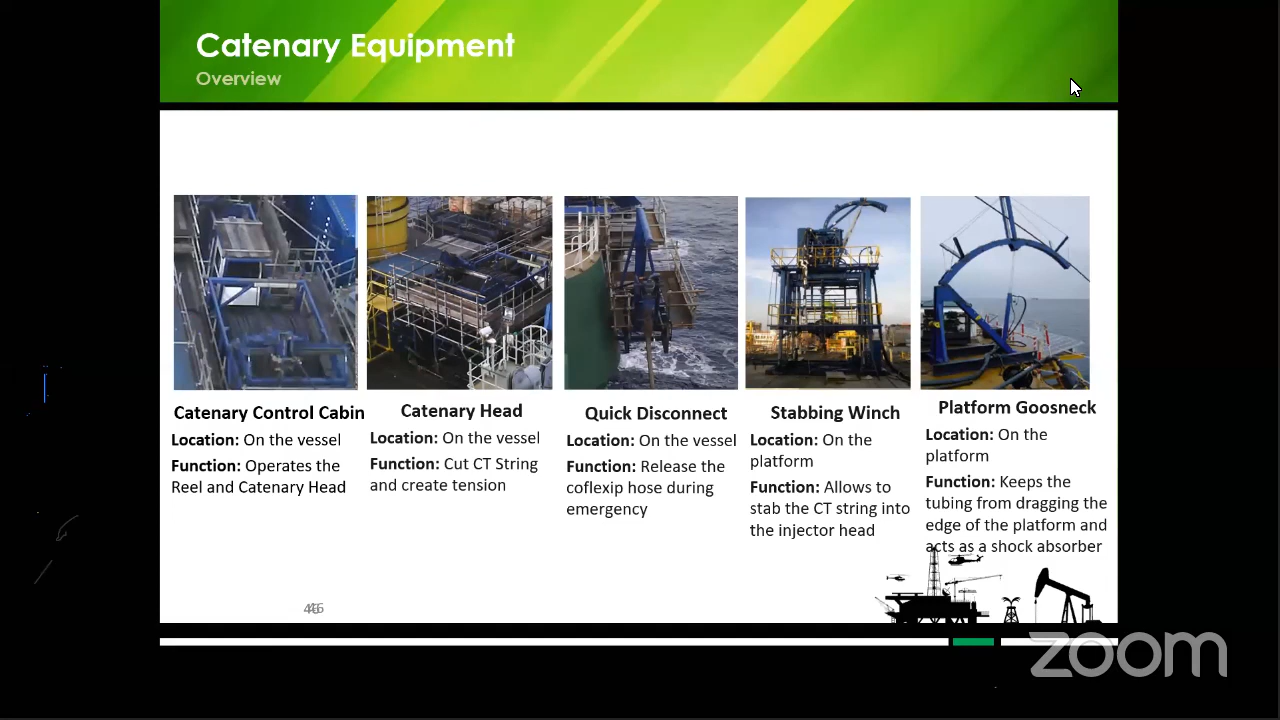 Catenary Equipment
Overview
Catenary Control Cabin
Location: On the vessel
Function: Operates the
Reel and Catenary Head
Catenary Head
Location: On the vessel
Function: Cut CT String
and create tension
Quick Disconnect
Location: On the vessel
Function: Release the
coflexip hose during
emergency
Stabbing Winch
Location: On the
platform
Function: Allows to
stab the CT string into
the injector head
Platform Goosneck
Location: On the
platform
Function: Keeps the
tubing from dragging the
edge of the platform and
acts as a shock absorber
zoom